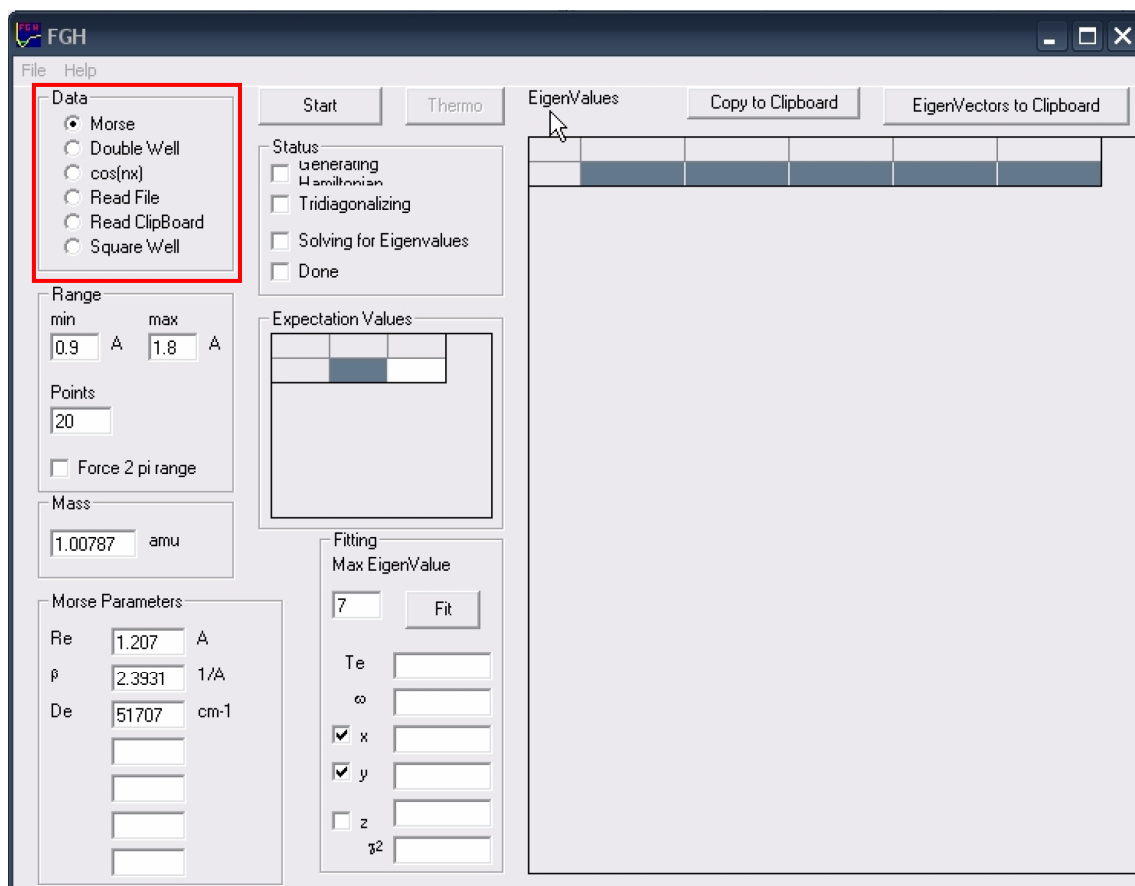 FGH
File Help
Data
Morse
Double Well
cos(nx)
Read File
Read ClipBoard
Square Well
Start
Thermo
Status
Generating
Hamiltonian
Tridiagonalizing
Solving for Eigenvalues
Done
EigenValues
Copy to Clipboard
EigenVectors to Clipboard
Range
min max
0.9 A 1.8 A
Points
20
Force 2 pi range
Expectation Values
Mass
1.00787 amu
Fitting
Max EigenValue
7 Fit
Te
ω
x
y
z
Morse Parameters
Re 1.207 A
β 2.3931 1/A
De 51707 cm-1